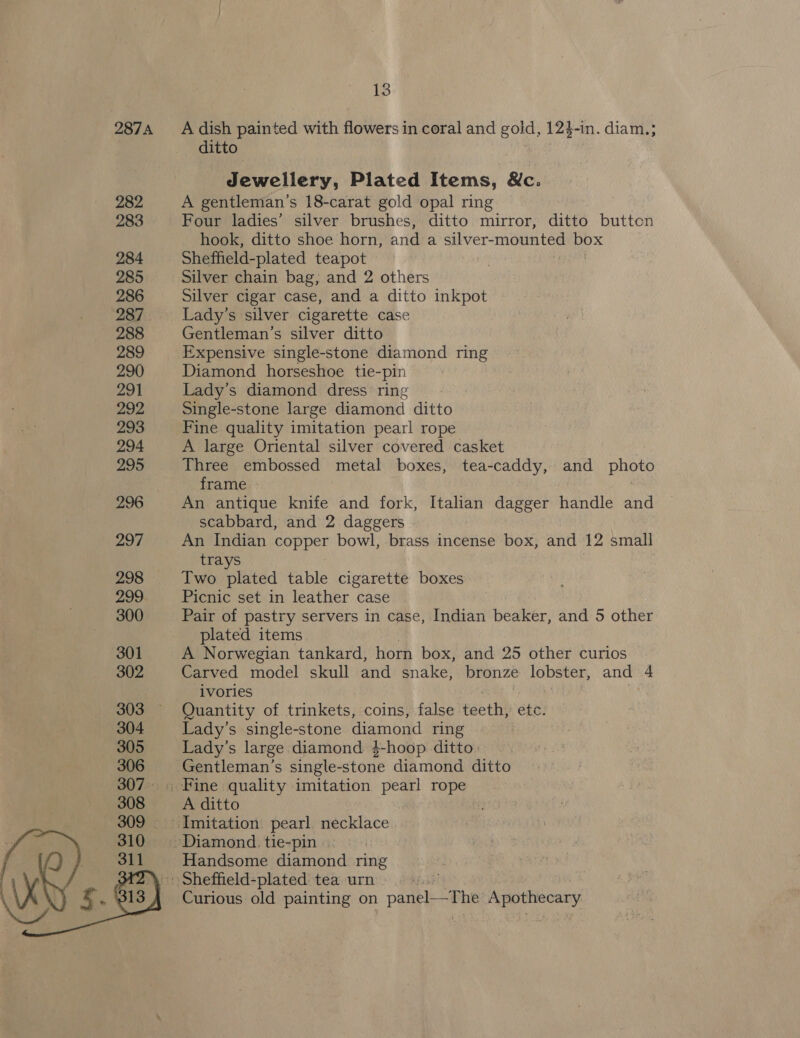 13
287A A dish painted with flowers in coral and gold, 12½-in. diam.;
ditto
Jewellery, Plated Items, &c.
282 A gentleman's 18-carat gold opal ring
283 Four ladies' silver brushes, ditto mirror, ditto button
hook, ditto shoe horn, and a silver-mounted box
284 Sheffield-plated teapot
285 Silver chain bag, and 2 others
286 Silver cigar case, and a ditto inkpot
287 Lady's silver cigarette case
288 Gentleman's silver ditto
289 Expensive single-stone diamond ring
290 Diamond horseshoe tie-pin
291 Lady's diamond dress ring
292 Single-stone large diamond ditto
293 Fine quality imitation pearl rope
294 A large Oriental silver covered casket
295 Three embossed metal boxes, tea-caddy, and photo
frame
296 An antique knife and fork, Italian dagger handle and
scabbard, and 2 daggers
297 An Indian copper bowl, brass incense box, and 12 small
trays
298 Two plated table cigarette boxes
299 Picnic set in leather case
300 Pair of pastry servers in case, Indian beaker, and 5 other
plated items
301 A Norwegian tankard, horn box, and 25 other curios
302 Carved model skull and snake, bronze lobster, and 4
ivories
303 Quantity of trinkets, coins, false teeth, etc.
304 Lady's single-stone diamond ring
305 Lady's large diamond ½-hoop ditto
306 Gentleman's single-stone diamond ditto
307 Fine quality imitation pearl rope
308 A ditto
309 Imitation pearl necklace
310 Diamond tie-pin
311 Handsome diamond ring
312 Sheffield-plated tea urn
313 Curious old painting on panel—The Apothecary